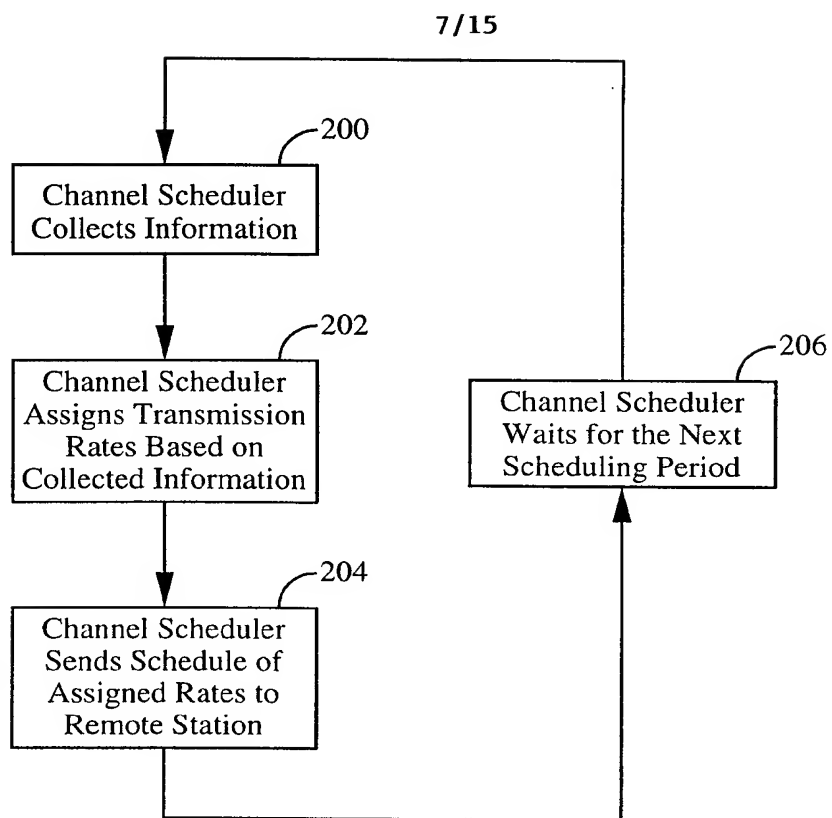 7/15
200
Channel Scheduler
Collects Information
202
Channel Scheduler
Assigns Transmission
Rates Based on
Collected Information
204
Channel Scheduler
Sends Schedule of
Assigned Rates to
Remote Station
206
Channel Scheduler
Waits for the Next
Scheduling Period